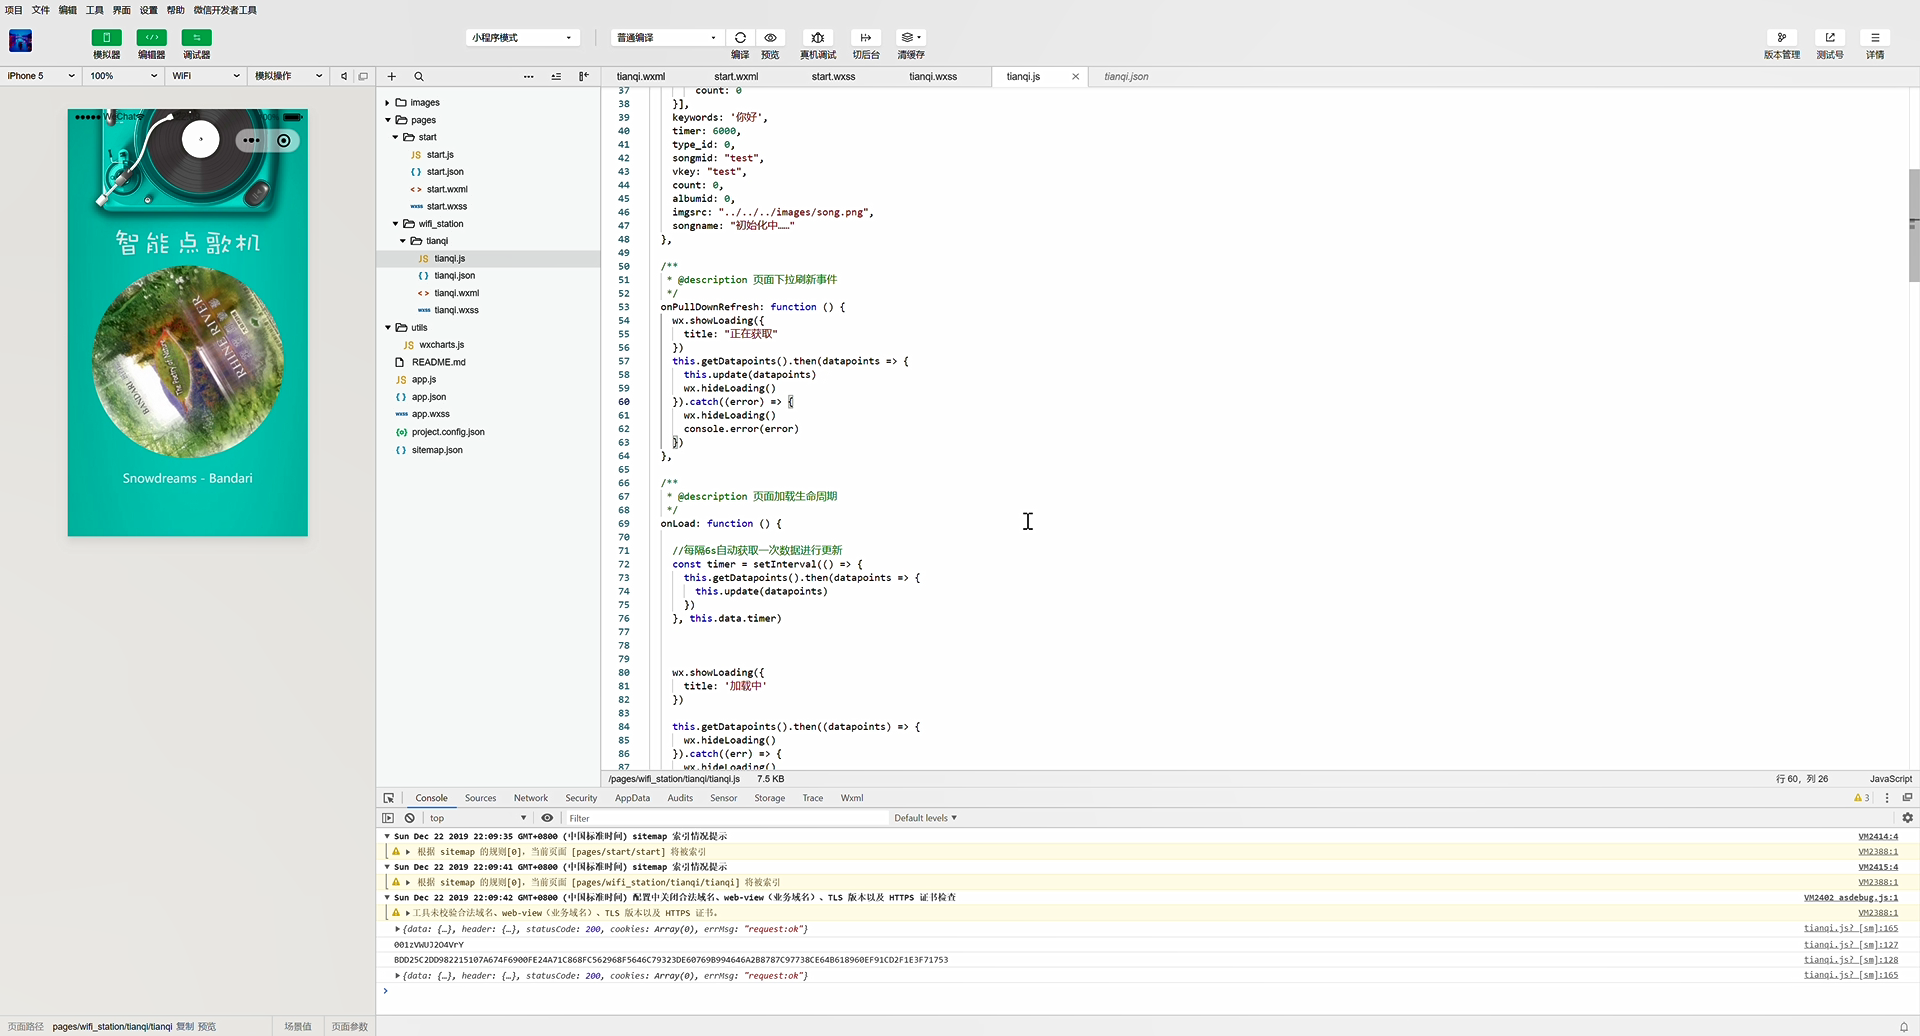 项目 文件 编辑 工具 界面 设置 帮助 微信开发者工具
模拟器 编辑器 调试器
小程序模式 普通编译 编译 预览 真机调试 切后台 清缓存
版本管理 测试号 详情
iPhone 5 100% WiFi 模拟操作
tianqi.wxml start.wxml start.wxss tianqi.wxss tianqi.js tianqi.json
WeChat 100%
智能点歌机
RHINE RIVER
BANDARI
Snowdreams - Bandari
images
pages
start
start.js
start.json
start.wxml
start.wxss
wifi_station
tianqi
tianqi.js
tianqi.json
tianqi.wxml
tianqi.wxss
utils
wxcharts.js
README.md
app.js
app.json
app.wxss
project.config.json
sitemap.json
37 count: 0
38 }],
39 keywords: '你好',
40 timer: 6000,
41 type_id: 0,
42 songmid: "test",
43 vkey: "test",
44 count: 0,
45 albumid: 0,
46 imgsrc: "../../../images/song.png",
47 songname: "初始化中……"
48 },
49
50 /**
51 * @description 页面下拉刷新事件
52 */
53 onPullDownRefresh: function () {
54 wx.showLoading({
55 title: "正在获取"
56 })
57 this.getDatapoints().then(datapoints => {
58 this.update(datapoints)
59 wx.hideLoading()
60 }).catch((error) => {
61 wx.hideLoading()
62 console.error(error)
63 })
64 },
65
66 /**
67 * @description 页面加载生命周期
68 */
69 onLoad: function () {
70
71 //每隔6s自动获取一次数据进行更新
72 const timer = setInterval(() => {
73 this.getDatapoints().then(datapoints => {
74 this.update(datapoints)
75 })
76 }, this.data.timer)
77
78
79
80 wx.showLoading({
81 title: '加载中'
82 })
83
84 this.getDatapoints().then((datapoints) => {
85 wx.hideLoading()
86 }).catch((err) => {
87 wx.hideLoading()
/pages/wifi_station/tianqi/tianqi.js 7.5 KB 行 60，列 26 JavaScript
Console Sources Network Security AppData Audits Sensor Storage Trace Wxml 3
top Filter Default levels
Sun Dec 22 2019 22:09:35 GMT+0800 (中国标准时间) sitemap 索引情况提示 VM2414:4
根据 sitemap 的规则[0]，当前页面 [pages/start/start] 将被索引 VM2388:1
Sun Dec 22 2019 22:09:41 GMT+0800 (中国标准时间) sitemap 索引情况提示 VM2415:4
根据 sitemap 的规则[0]，当前页面 [pages/wifi_station/tianqi/tianqi] 将被索引 VM2388:1
Sun Dec 22 2019 22:09:42 GMT+0800 (中国标准时间) 配置中关闭合法域名、web-view（业务域名）、TLS 版本以及 HTTPS 证书检查 VM2402 asdebug.js:1
工具未校验合法域名、web-view（业务域名）、TLS 版本以及 HTTPS 证书。 VM2388:1
{data: {…}, header: {…}, statusCode: 200, cookies: Array(0), errMsg: "request:ok"} tianqi.js? [sm]:165
001zVWUJ2O4VrY tianqi.js? [sm]:127
BDD25C2DD982215107A674F6900FE24A71C868FC562968F5646C79323DE60769B994646A2B8787C97738CE64B618960EF91CD2F1E3F71753 tianqi.js? [sm]:128
{data: {…}, header: {…}, statusCode: 200, cookies: Array(0), errMsg: "request:ok"} tianqi.js? [sm]:165
页面路径 pages/wifi_station/tianqi/tianqi 复制 预览 场景值 页面参数